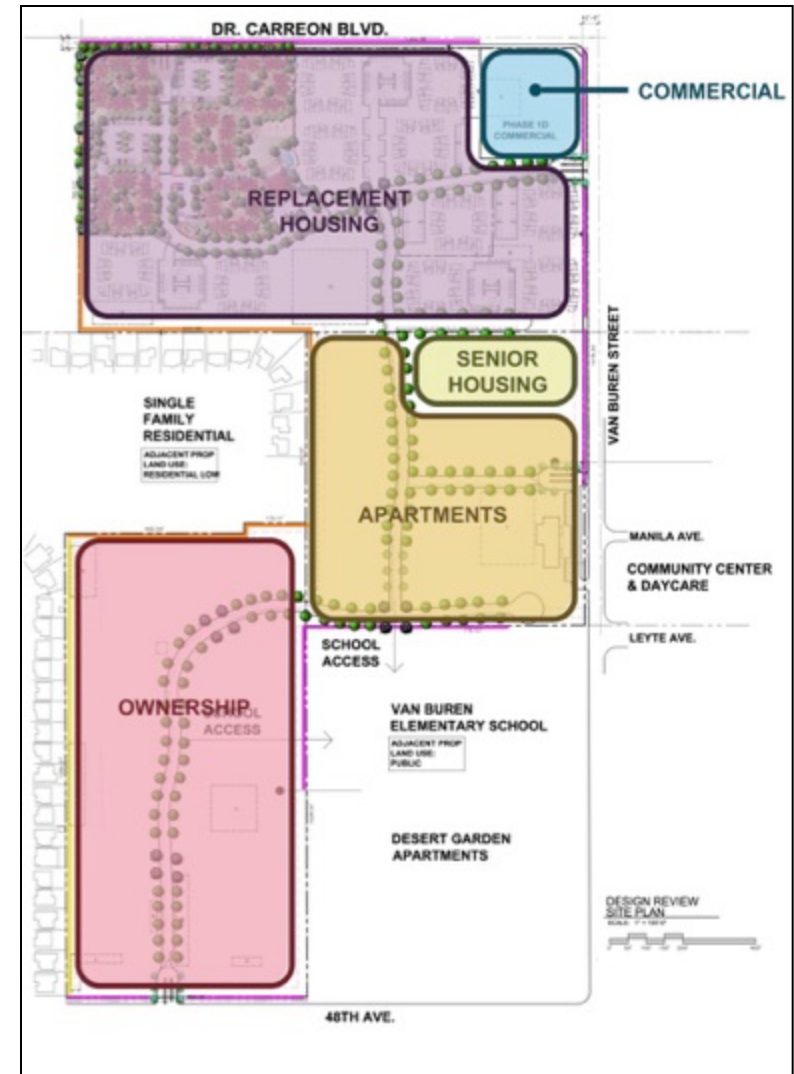 DR. CARREON BLVD.
COMMERCIAL
PHASE 1D
COMMERCIAL
REPLACEMENT
HOUSING
SENIOR
HOUSING
VAN BUREN STREET
SINGLE
FAMILY
RESIDENTIAL
ADJACENT PROP
LAND USE:
RESIDENTIAL LOW
APARTMENTS
MANILA AVE.
COMMUNITY CENTER
& DAYCARE
LEYTE AVE.
SCHOOL
ACCESS
OWNERSHIP
SCHOOL
ACCESS
VAN BUREN
ELEMENTARY SCHOOL
ADJACENT PROP
LAND USE:
PUBLIC
DESERT GARDEN
APARTMENTS
DESIGN REVIEW
SITE PLAN
48TH AVE.